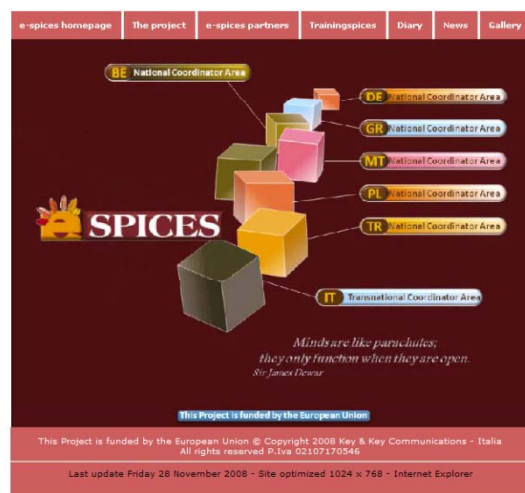 e-spices homepage The project e-spices partners Trainingspices Diary News Gallery
BE National Coordinator Area
DE National Coordinator Area
GR National Coordinator Area
MT National Coordinator Area
PL National Coordinator Area
e SPICES
TR National Coordinator Area
IT Transnational Coordinator Area
Minds are like parachutes;
they only function when they are open.
Sir James Dewar
This Project is funded by the European Union
This Project is funded by the European Union © Copyright 2008 Key & Key Communications - Italia
All rights reserved P.Iva 02107170546
Last update Friday 28 November 2008 - Site optimized 1024 x 768 - Internet Explorer